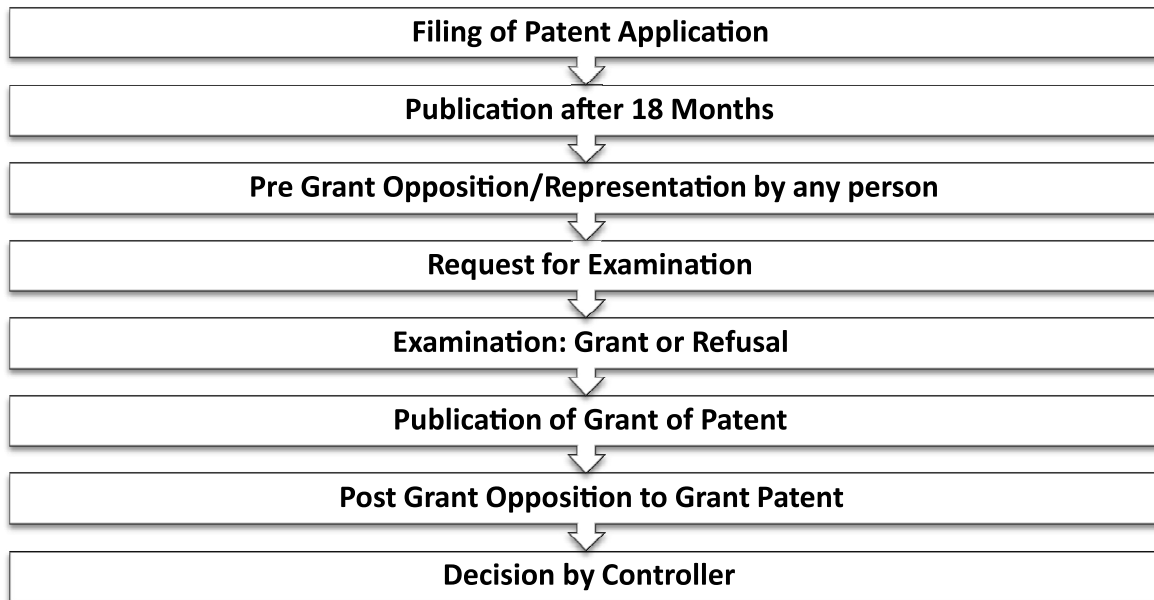 Filing of Patent Application
Publication after 18 Months
Pre Grant Opposition/Representation by any person
Request for Examination
Examination: Grant or Refusal
Publication of Grant of Patent
Post Grant Opposition to Grant Patent
Decision by Controller